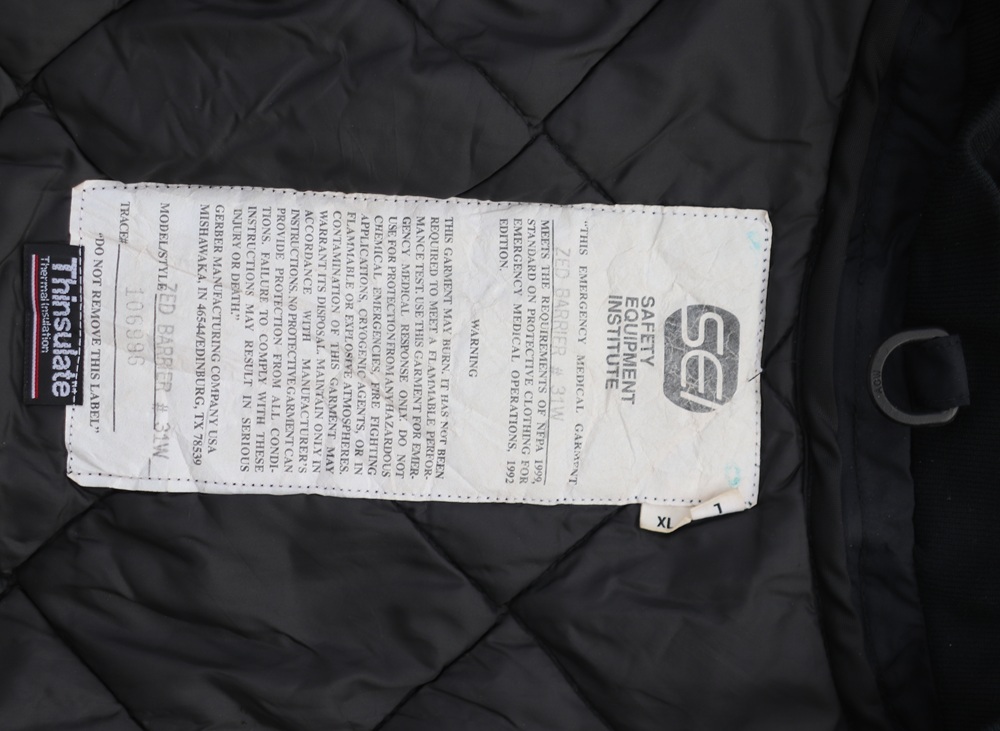 SEI
SAFETY
EQUIPMENT
INSTITUTE
"THIS EMERGENCY MEDICAL GARMENT
ZED BARRIER # 31W
MEETS THE REQUIREMENTS OF NFPA 1999,
STANDARD ON PROTECTIVE CLOTHING FOR
EMERGENCY MEDICAL OPERATIONS, 1992
EDITION.
WARNING
THIS GARMENT MAY BURN. IT HAS NOT BEEN
REQUIRED TO MEET A FLAMMABLE PERFOR-
MANCE TEST. USE THIS GARMENT FOR EMER-
GENCY MEDICAL RESPONSE ONLY. DO NOT
USE FOR PROTECTION FROM ANY HAZARDOUS
CHEMICAL EMERGENCIES, FIRE FIGHTING
APPLICATIONS, CRYOGENIC AGENTS, OR IN
FLAMMABLE OR EXPLOSIVE ATMOSPHERES.
CONTAMINATION OF THIS GARMENT MAY
WARRANT ITS DISPOSAL. MAINTAIN ONLY IN
ACCORDANCE WITH MANUFACTURER'S
INSTRUCTIONS. NO PROTECTIVE GARMENT CAN
PROVIDE PROTECTION FROM ALL CONDI-
TIONS. FAILURE TO COMPLY WITH THESE
INSTRUCTIONS MAY RESULT IN SERIOUS
INJURY OR DEATH."
GERBER MANUFACTURING COMPANY USA
MISHAWAKA, IN 46544/EDINBURG, TX 78539
MODEL/STYLE ZED BARRIER # 31W
TRACE# 106996
"DO NOT REMOVE THIS LABEL"
Thinsulate
Thermal Insulation
XL